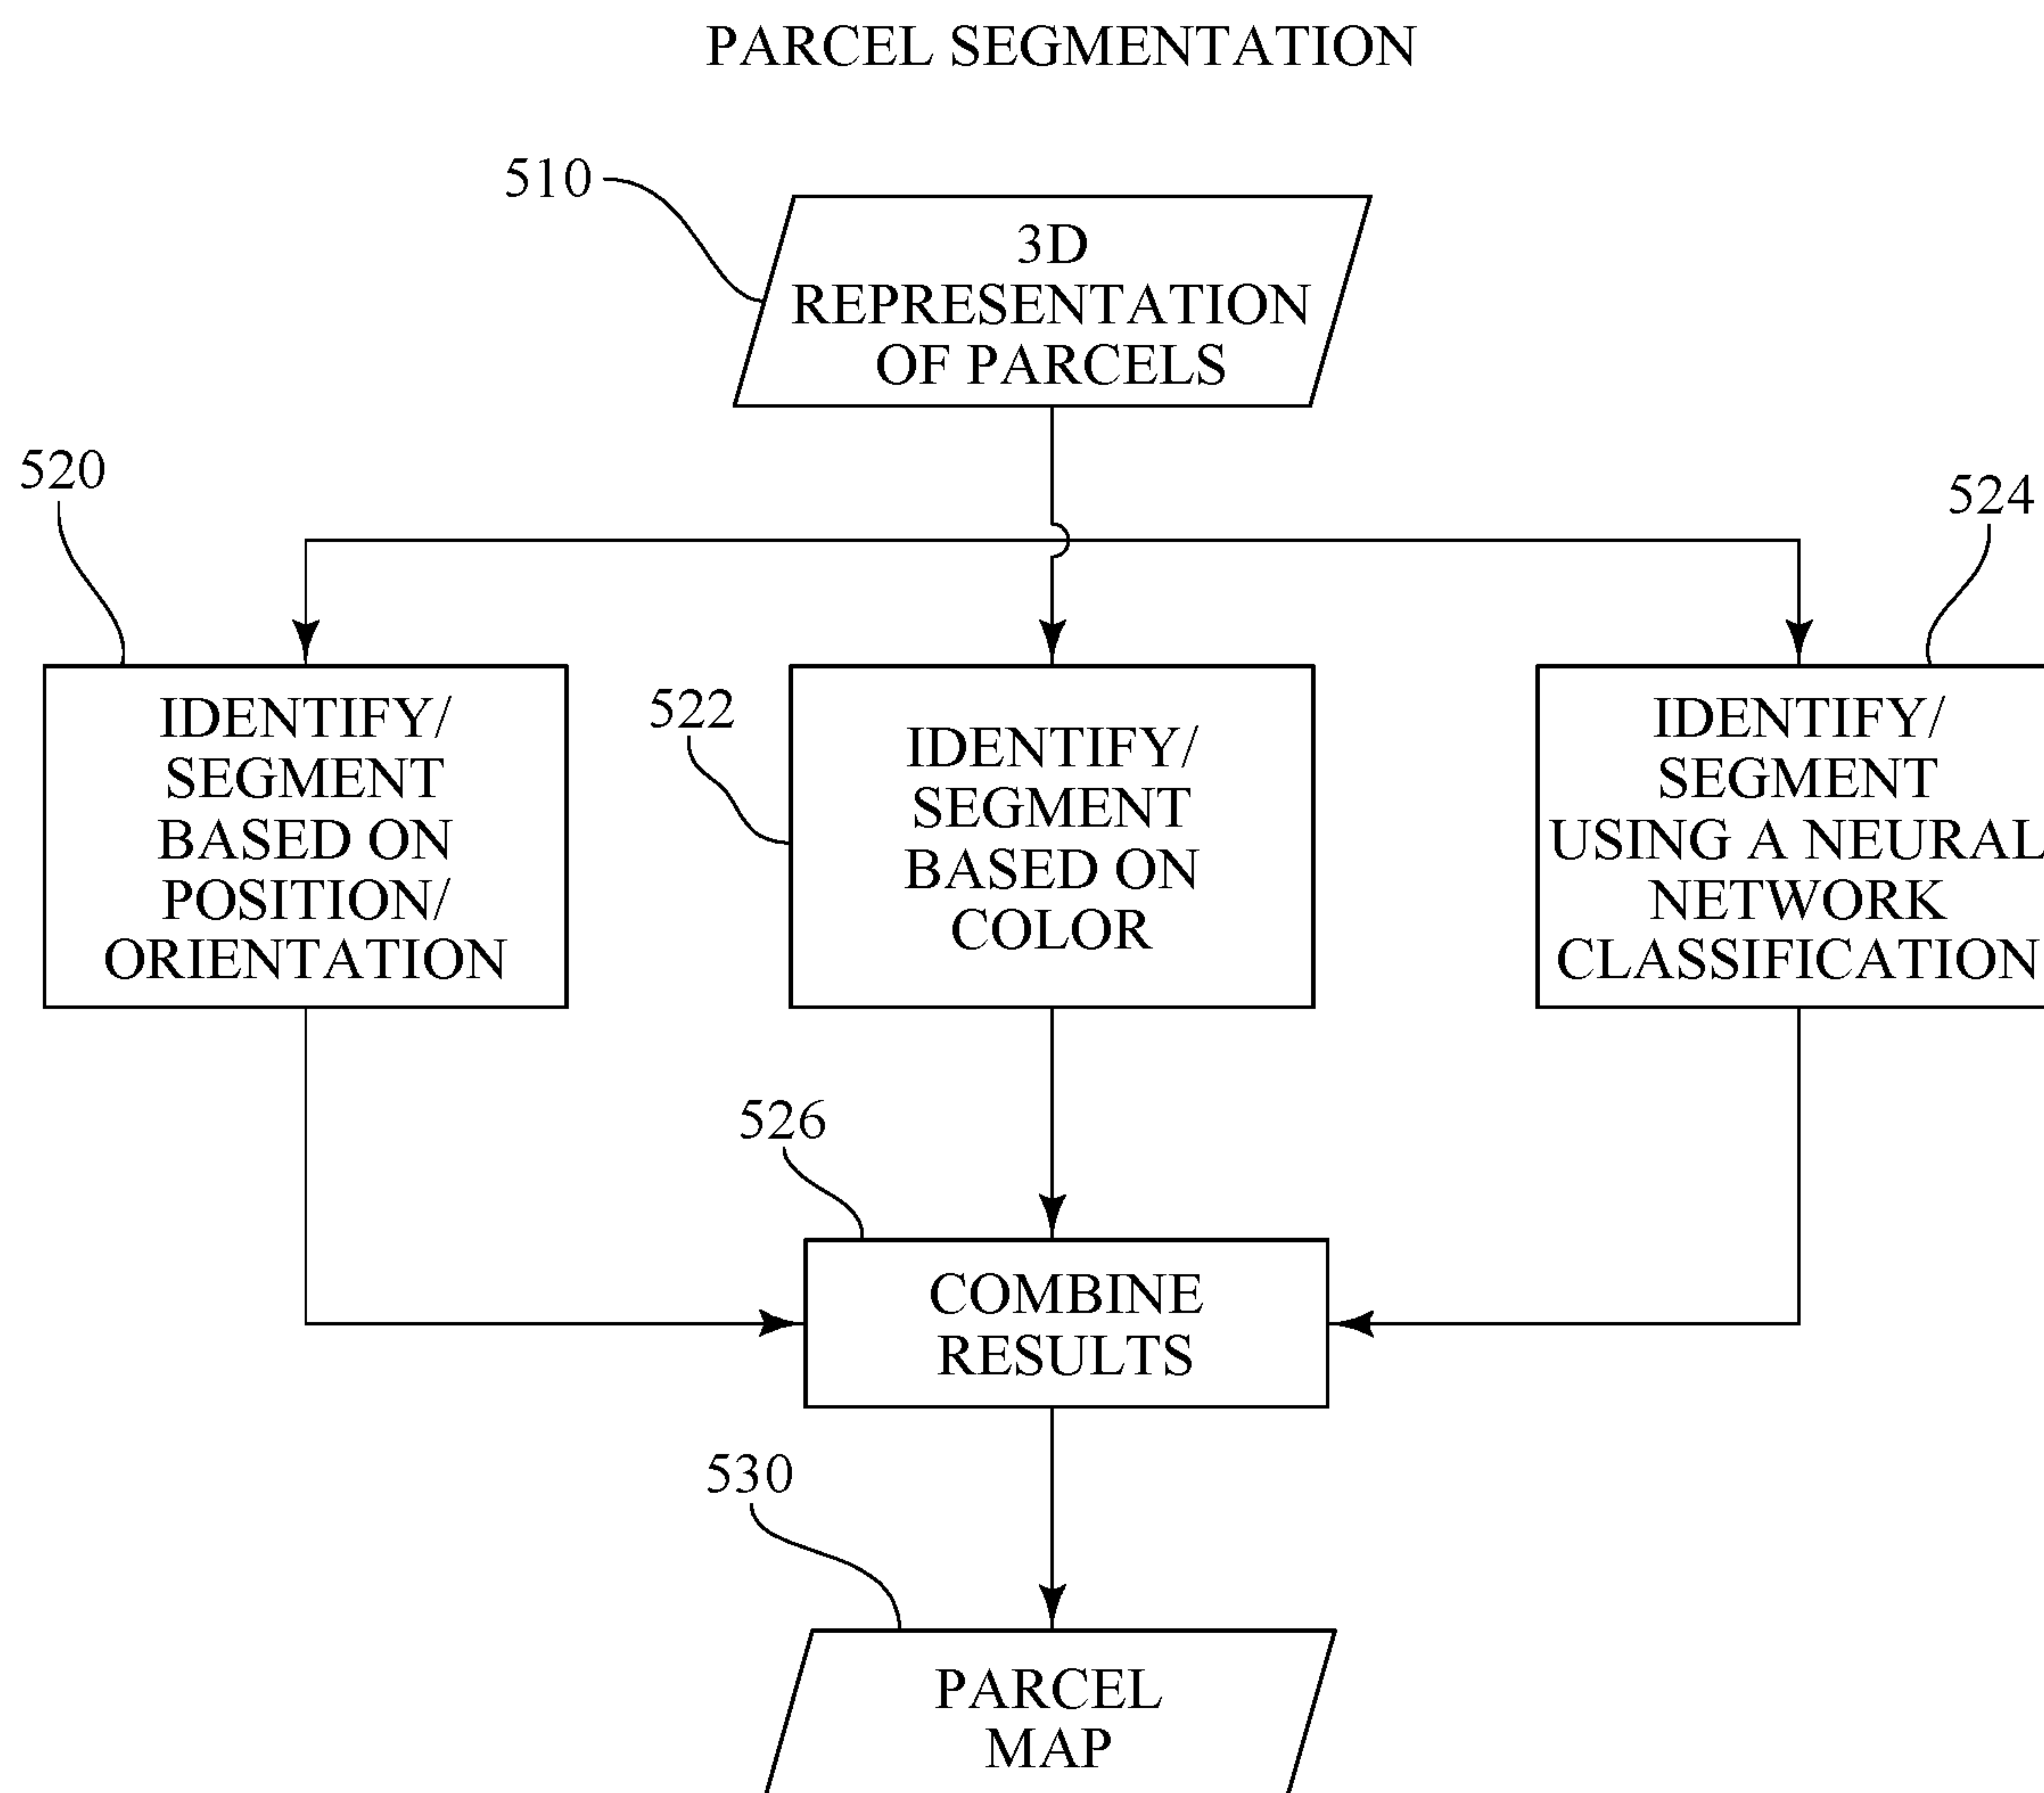 PARCEL SEGMENTATION
510
3D
REPRESENTATION
OF PARCELS
520
524
IDENTIFY/
SEGMENT
BASED ON
POSITION/
ORIENTATION
522
IDENTIFY/
SEGMENT
BASED ON
COLOR
IDENTIFY/
SEGMENT
USING A NEURAL
NETWORK
CLASSIFICATION
526
COMBINE
RESULTS
530
PARCEL
MAP